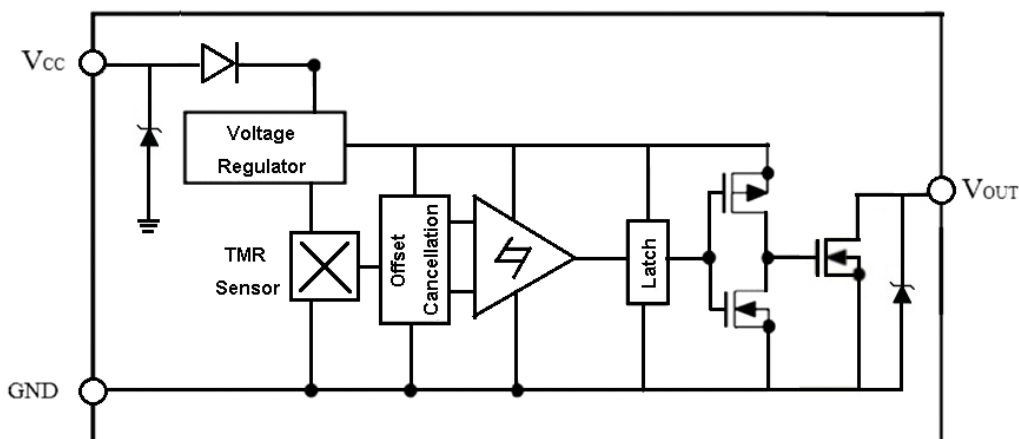 VCC
Voltage
Regulator
TMR
Sensor
Offset
Cancellation
Latch
VOUT
GND